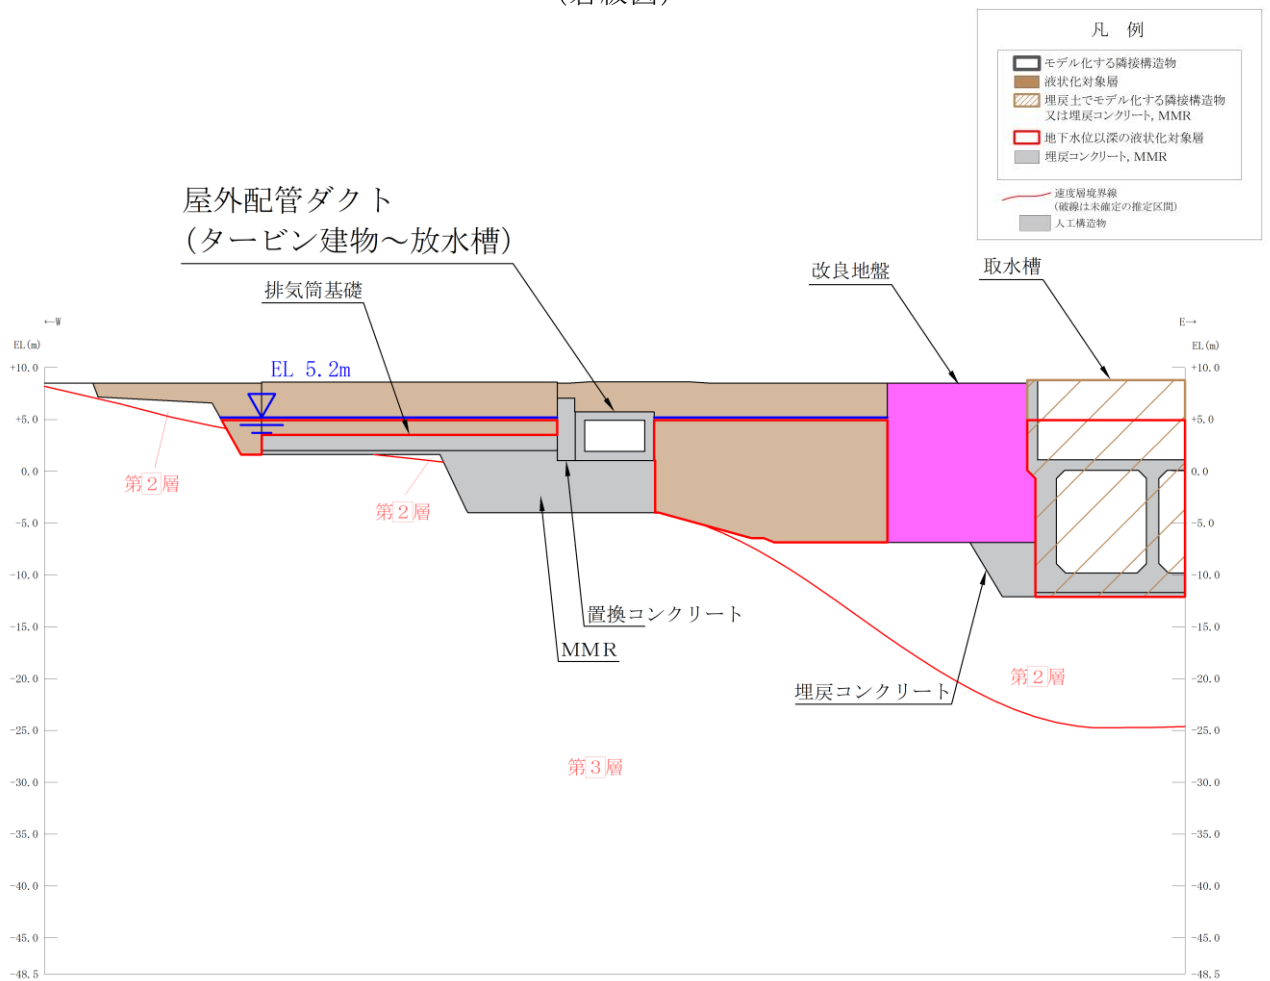 凡 例
モデル化する隣接構造物
液状化対象層
埋戻土でモデル化する隣接構造物
又は埋戻コンクリート, MMR
地下水位以深の液状化対象層
埋戻コンクリート, MMR
速度層境界線
(破線は未確定の推定区間)
人工構造物
屋外配管ダクト
(タービン建物～放水槽)
排気筒基礎
改良地盤
取水槽
←W
E→
EL(m)
EL(m)
EL 5.2m
+10.0
+5.0
0.0
-5.0
-10.0
-15.0
-20.0
-25.0
-30.0
-35.0
-40.0
-45.0
-48.5
+10.0
+5.0
0.0
-5.0
-10.0
-15.0
-20.0
-25.0
-30.0
-35.0
-40.0
-45.0
-48.5
第2層
第2層
置換コンクリート
MMR
埋戻コンクリート
第2層
第3層